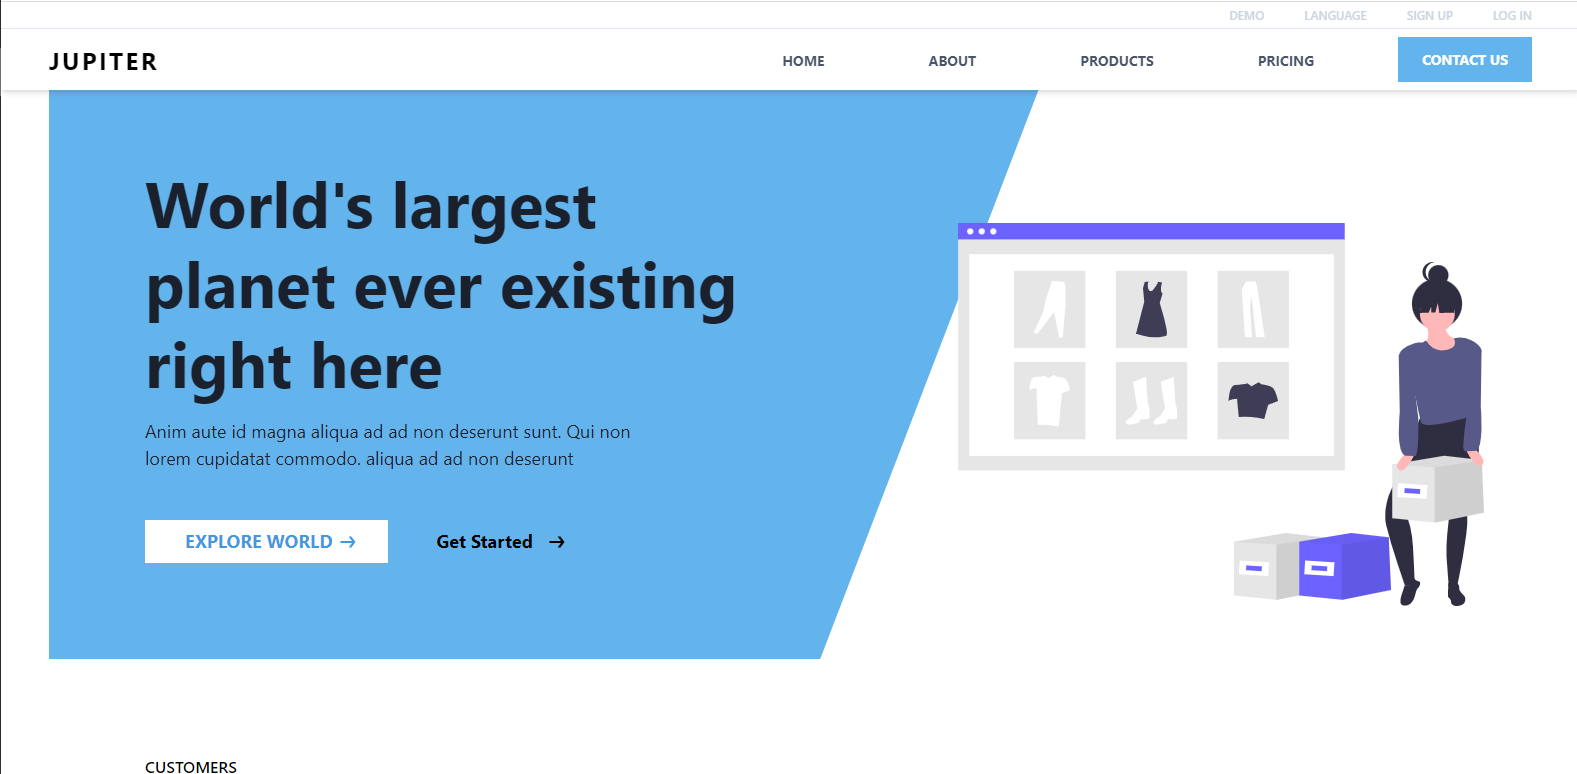 DEMO LANGUAGE SIGN UP LOG IN
JUPITER HOME ABOUT PRODUCTS PRICING CONTACT US
World's largest
planet ever existing
right here
Anim aute id magna aliqua ad ad non deserunt sunt. Qui non
lorem cupidatat commodo. aliqua ad ad non deserunt
EXPLORE WORLD → Get Started →
CUSTOMERS